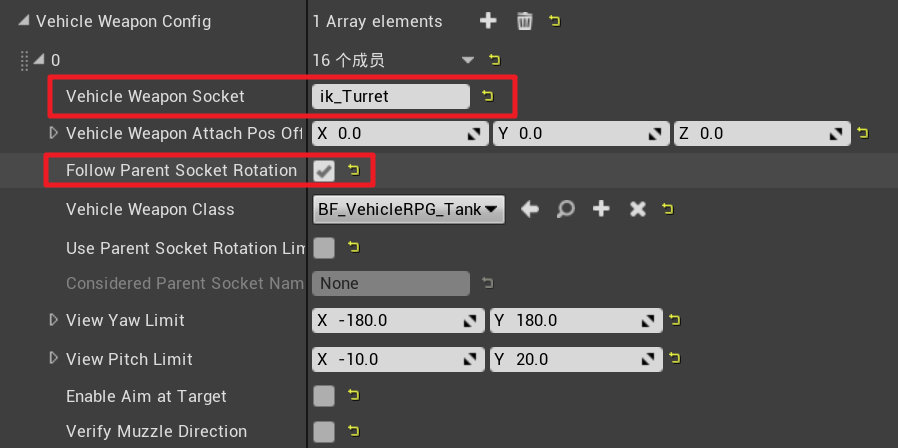 Vehicle Weapon Config 1 Array elements
0 16 个成员
Vehicle Weapon Socket ik_Turret
Vehicle Weapon Attach Pos Off X 0.0 Y 0.0 Z 0.0
Follow Parent Socket Rotation
Vehicle Weapon Class BF_VehicleRPG_Tank
Use Parent Socket Rotation Lim
Considered Parent Socket Nam None
View Yaw Limit X -180.0 Y 180.0
View Pitch Limit X -10.0 Y 20.0
Enable Aim at Target
Verify Muzzle Direction